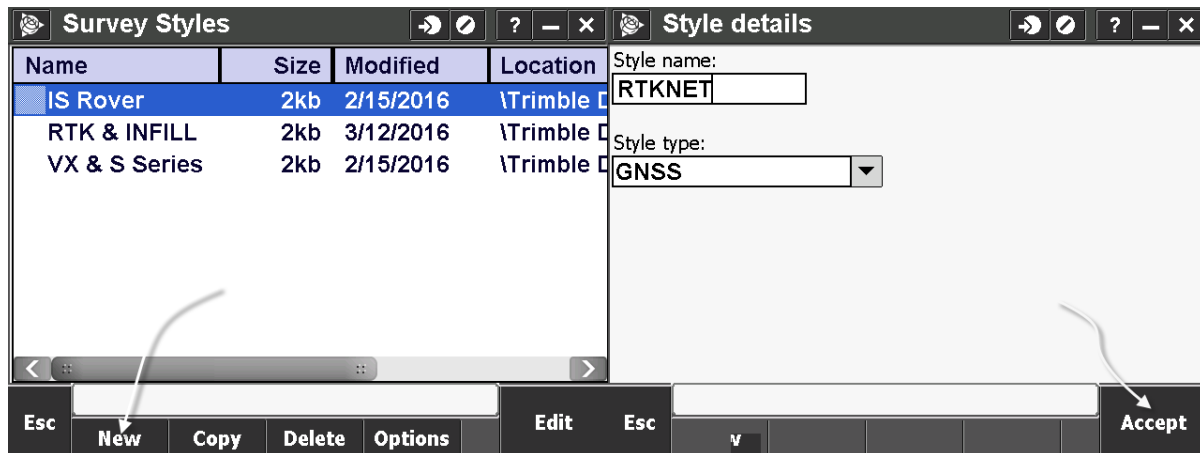 Survey Styles ? – ×
Name Size Modified Location
IS Rover 2kb 2/15/2016 \Trimble D
RTK & INFILL 2kb 3/12/2016 \Trimble D
VX & S Series 2kb 2/15/2016 \Trimble D
Esc New Copy Delete Options Edit
Style details ? – ×
Style name:
RTKNET
Style type:
GNSS
Esc Accept